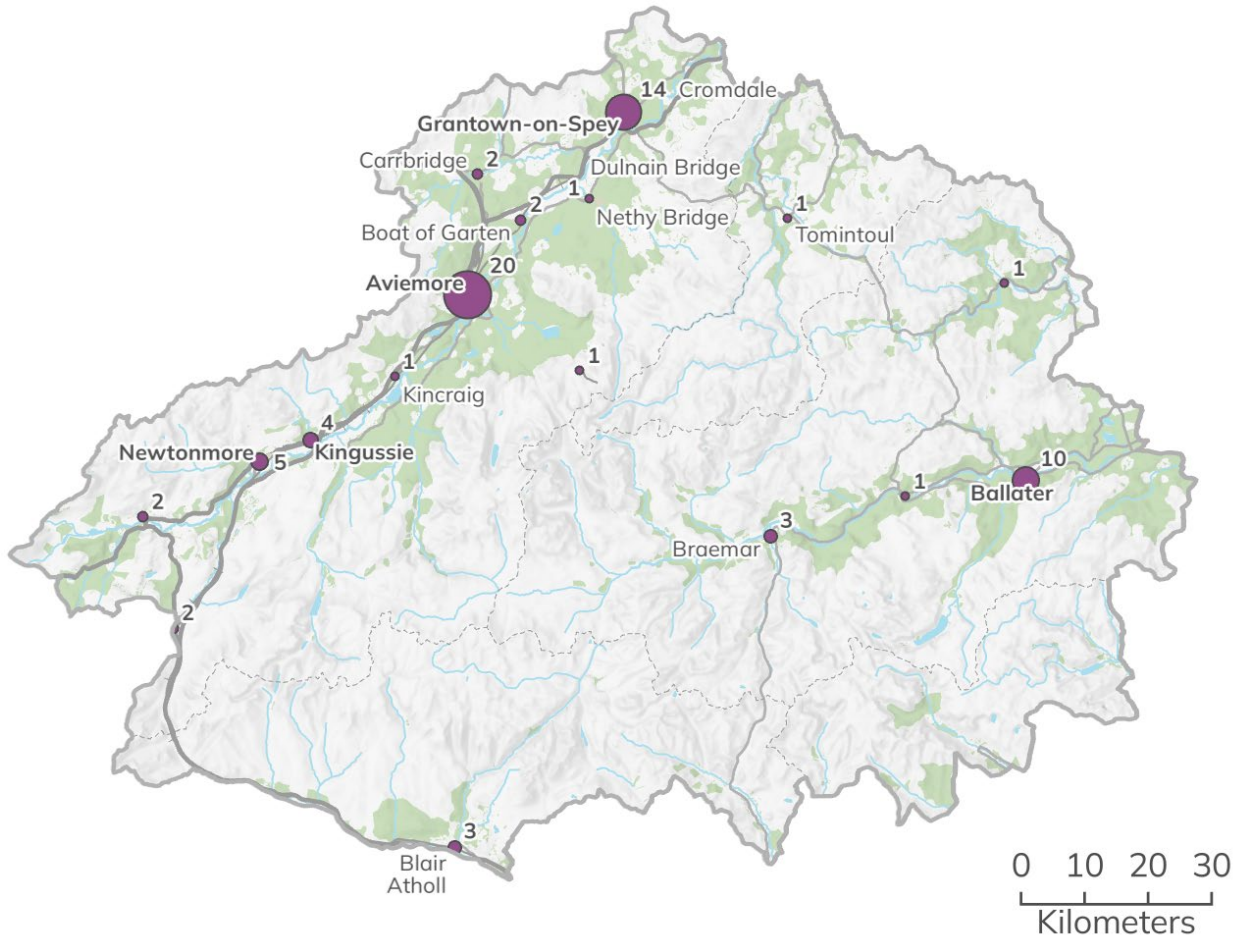 14
Cromdale
Grantown-on-Spey
Carrbridge
2
Dulnain Bridge
1
Nethy Bridge
2
Boat of Garten
1
Tomintoul
20
Aviemore
1
1
1
Kincraig
4
Kingussie
Newtonmore
5
10
Ballater
1
2
3
Braemar
2
3
Blair
Atholl
0 10 20 30
Kilometers